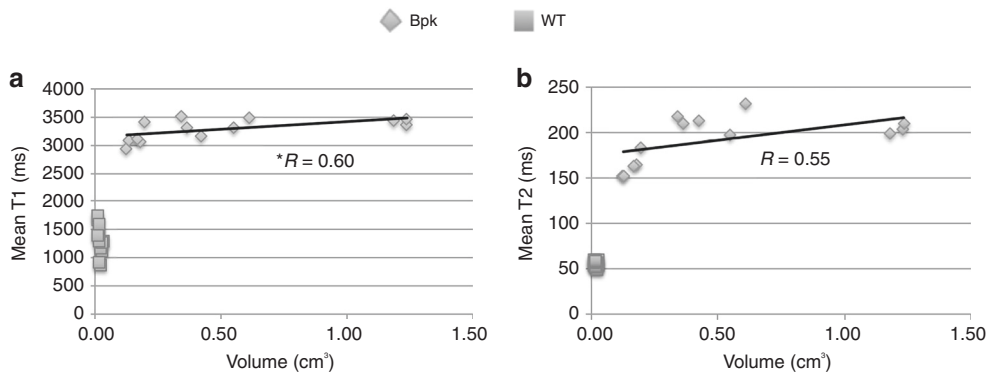 Bpk WT
a
4000
3500
3000
2500
2000
1500
1000
500
0
Mean T1 (ms)
*R = 0.60
0.00 0.50 1.00 1.50
Volume (cm³)
b
250
200
150
100
50
0
Mean T2 (ms)
R = 0.55
0.00 0.50 1.00 1.50
Volume (cm³)